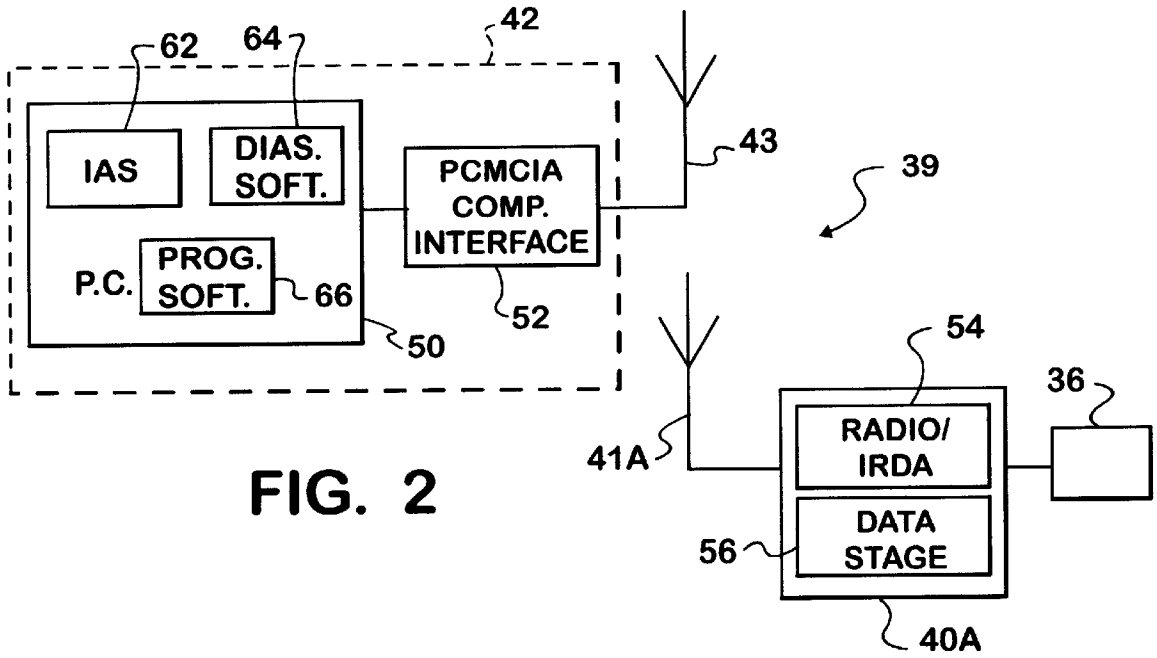 62
64
42
IAS
DIAS.
SOFT.
PCMCIA
COMP.
INTERFACE
43
39
P.C.
PROG.
SOFT.
66
52
50
54
36
41A
RADIO/
IRDA
DATA
STAGE
56
40A
FIG. 2